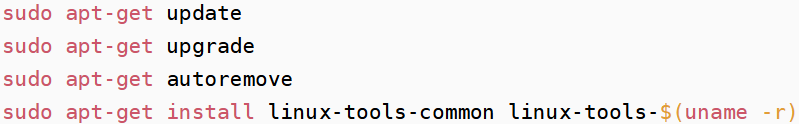 sudo apt-get update
sudo apt-get upgrade
sudo apt-get autoremove
sudo apt-get install linux-tools-common linux-tools-$(uname -r)